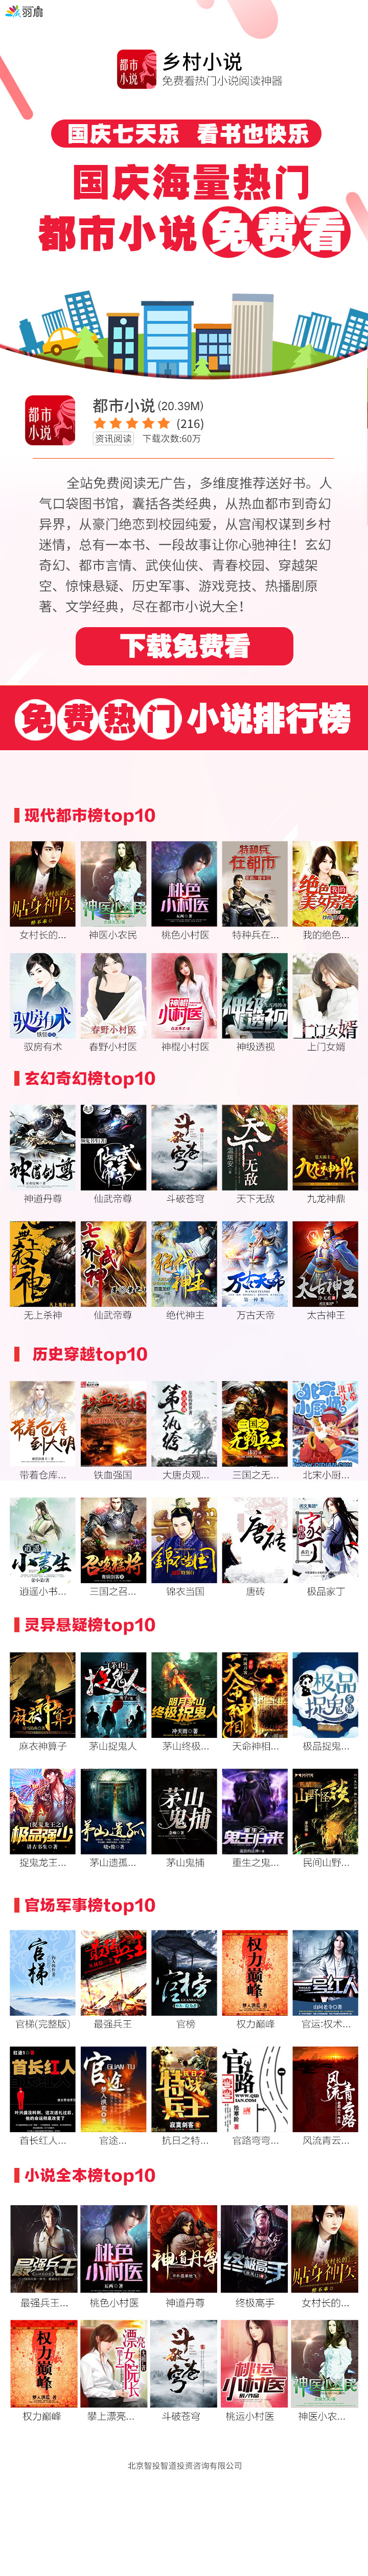 羽扇
都市
小说
乡村小说
免费看热门小说阅读神器
国庆七天乐 看书也快乐
国庆海量热门
都市小说免费看
都市
小说
都市小说(20.39M)
(216)
资讯阅读 下载次数:60万
全站免费阅读无广告，多维度推荐送好书。人
气口袋图书馆，囊括各类经典，从热血都市到奇幻
异界，从豪门绝恋到校园纯爱，从宫闱权谋到乡村
迷情，总有一本书、一段故事让你心驰神往！玄幻
奇幻、都市言情、武侠仙侠、青春校园、穿越架
空、惊悚悬疑、历史军事、游戏竞技、热播剧原
著、文学经典，尽在都市小说大全！
下载免费看
免费热门小说排行榜
现代都市榜top10
女村长的...
神医小农民
桃色小村医
特种兵在...
我的绝色...
驭房有术
春野小村医
神棍小村医
神级透视
上门女婿
玄幻奇幻榜top10
神道丹尊
仙武帝尊
斗破苍穹
天下无敌
九龙神鼎
无上杀神
仙武帝尊
绝代神主
万古天帝
太古神王
历史穿越榜top10
带着仓库...
铁血强国
大唐贞观...
三国之无...
北宋小厨...
逍遥小书...
三国之召...
锦衣当国
唐砖
极品家丁
灵异悬疑榜top10
麻衣神算子
茅山捉鬼人
茅山终极...
天命神相...
极品捉鬼...
捉鬼龙王...
茅山遗孤...
茅山鬼捕
重生之鬼...
民间山野...
官场军事榜top10
官梯(完整版)
最强兵王
官榜
权力巅峰
官运:权术...
首长红人...
官途...
抗日之特...
官路弯弯...
风流青云...
小说全本榜top10
最强兵王...
桃色小村医
神道丹尊
终极高手
女村长的...
权力巅峰
攀上漂亮...
斗破苍穹
桃运小村医
神医小农...
北京智投智道投资咨询有限公司